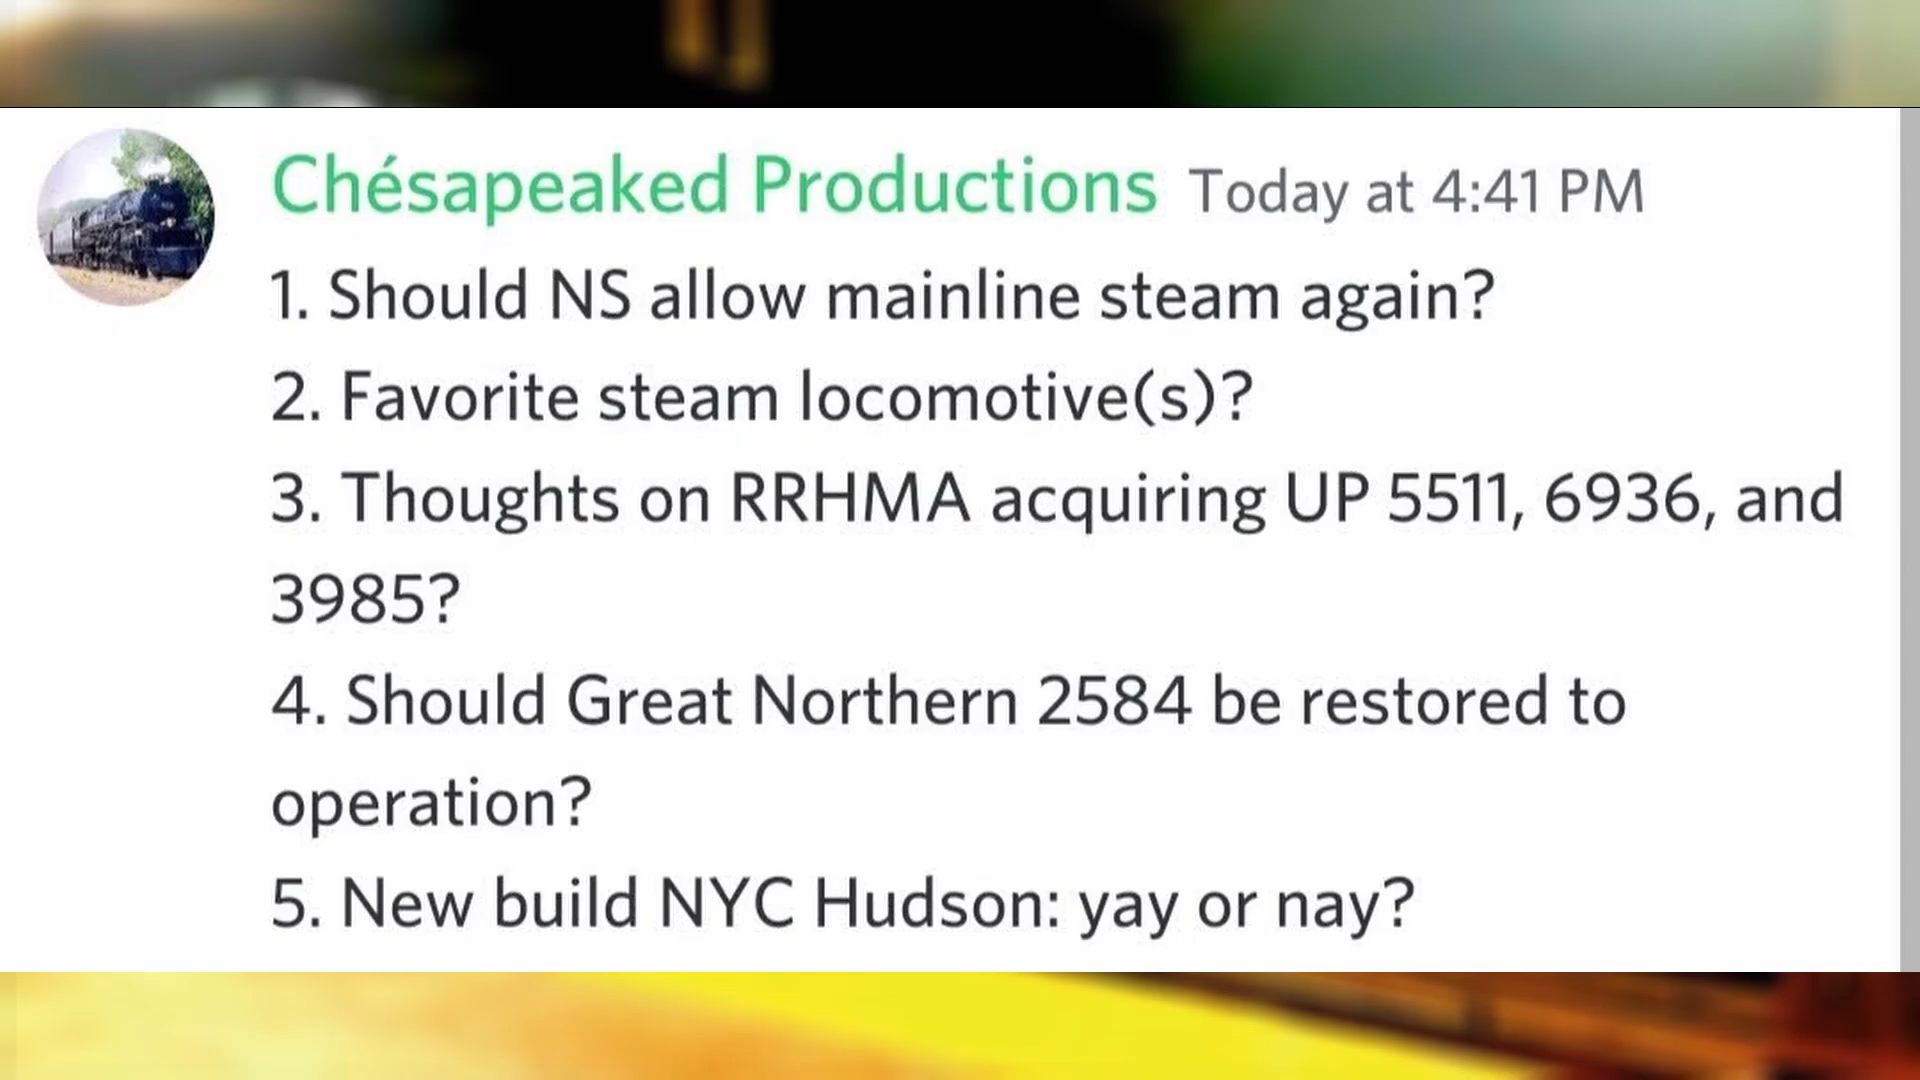 Chésapeaked Productions Today at 4:41 PM
1. Should NS allow mainline steam again?
2. Favorite steam locomotive(s)?
3. Thoughts on RRHMA acquiring UP 5511, 6936, and
3985?
4. Should Great Northern 2584 be restored to
operation?
5. New build NYC Hudson: yay or nay?